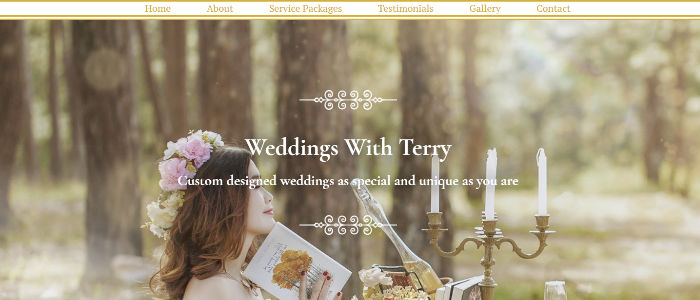 Home About Service Packages Testimonials Gallery Contact
Weddings With Terry
Custom designed weddings as special and unique as you are